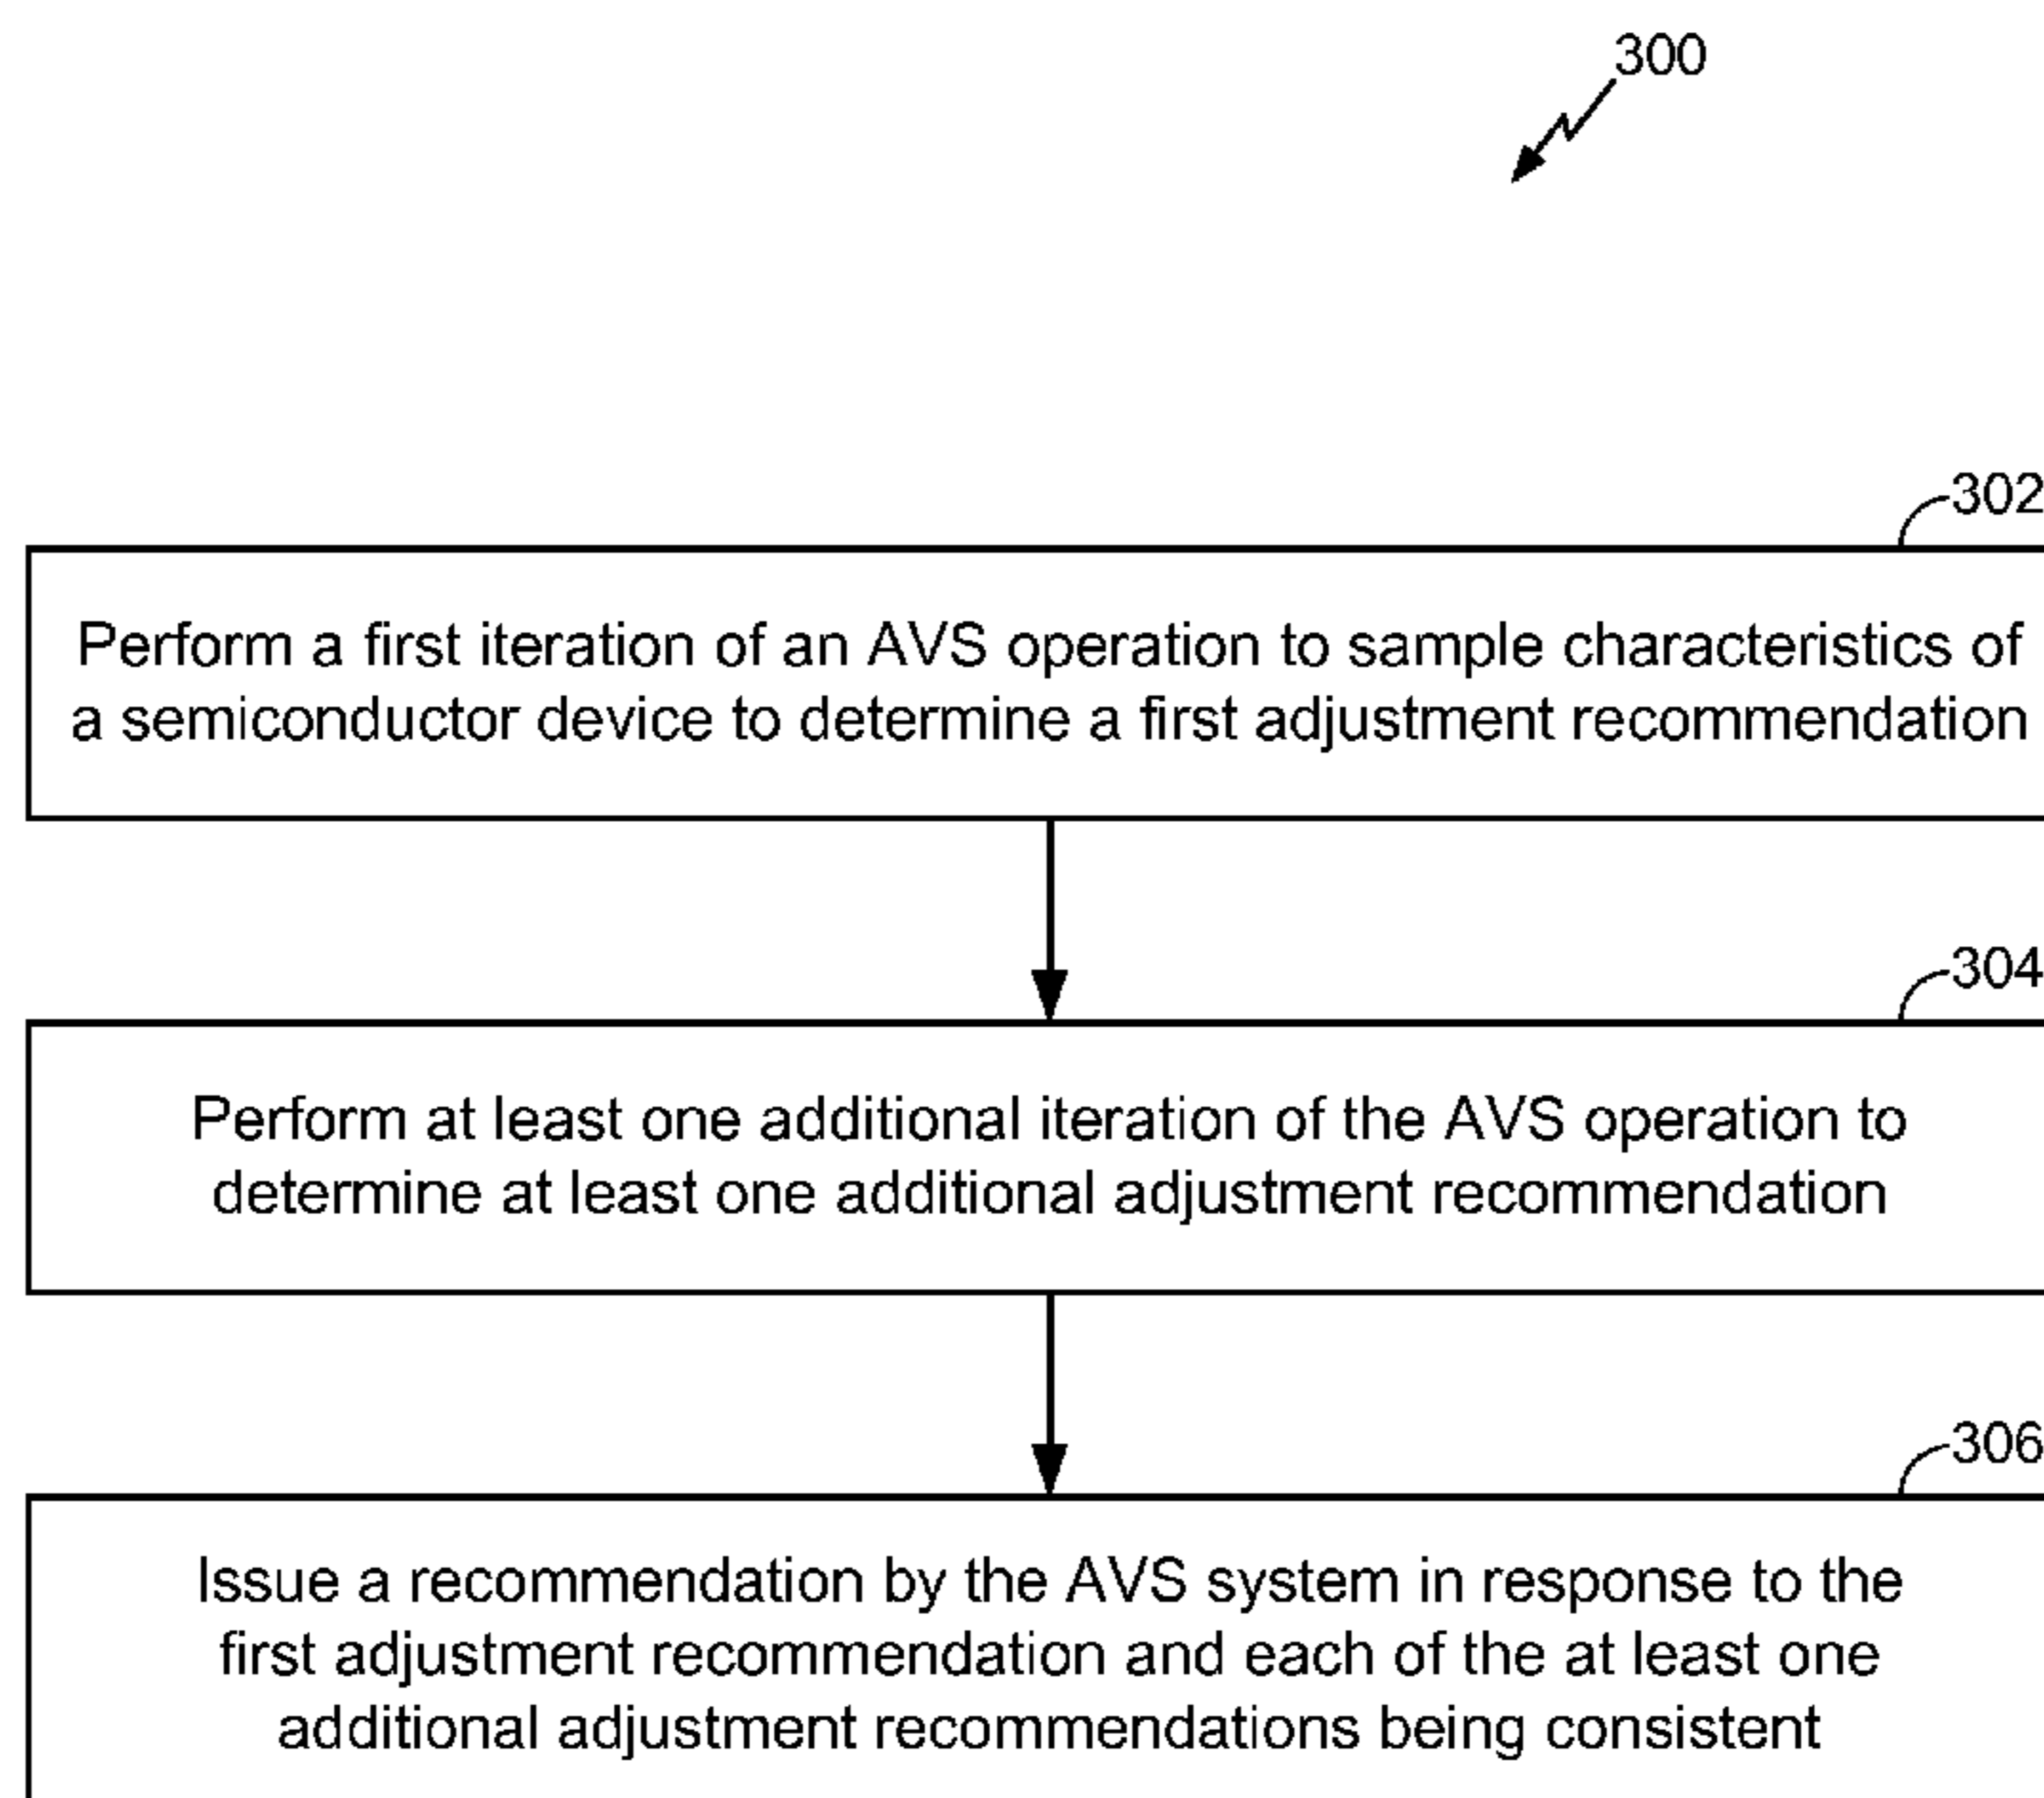 300
302
Perform a first iteration of an AVS operation to sample characteristics of
a semiconductor device to determine a first adjustment recommendation
304
Perform at least one additional iteration of the AVS operation to
determine at least one additional adjustment recommendation
306
Issue a recommendation by the AVS system in response to the
first adjustment recommendation and each of the at least one
additional adjustment recommendations being consistent